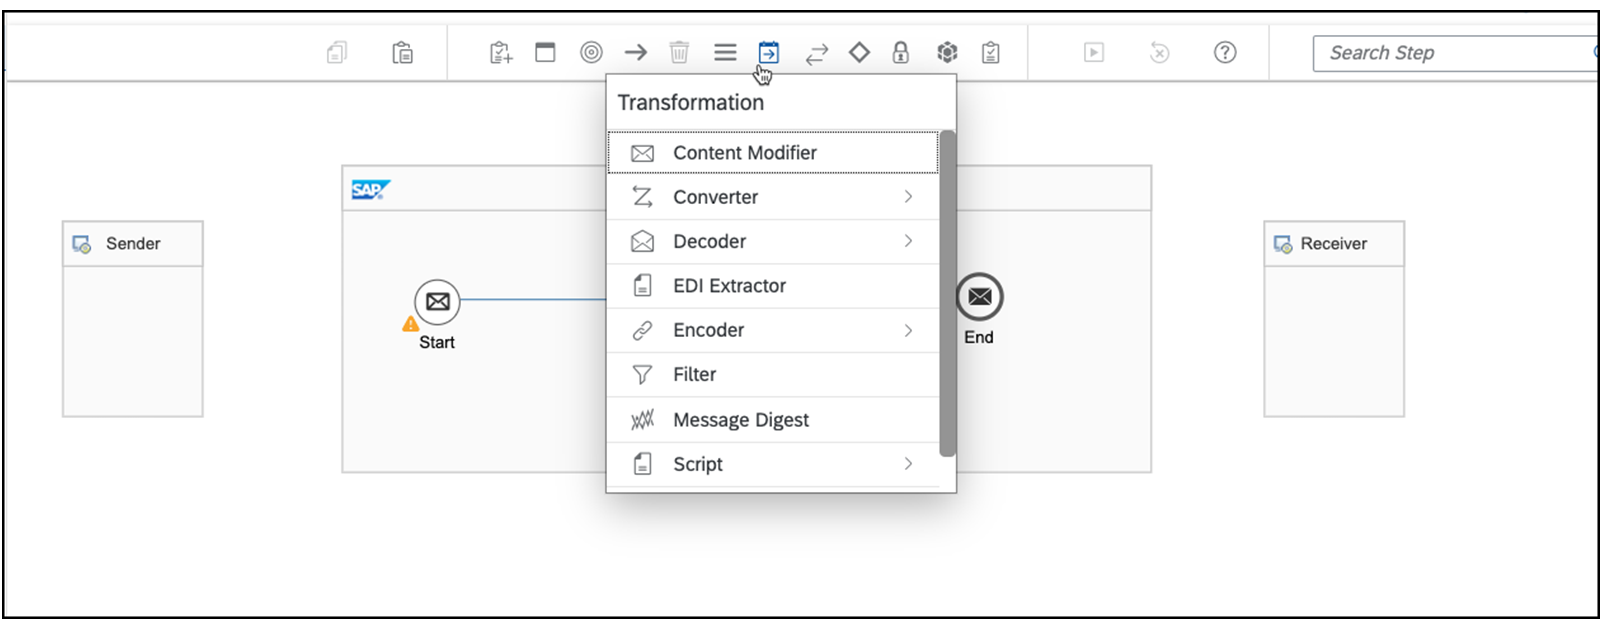 Search Step
Transformation
Content Modifier
Converter
Decoder
EDI Extractor
Encoder
Filter
Message Digest
Script
SAP
Sender
Start
End
Receiver